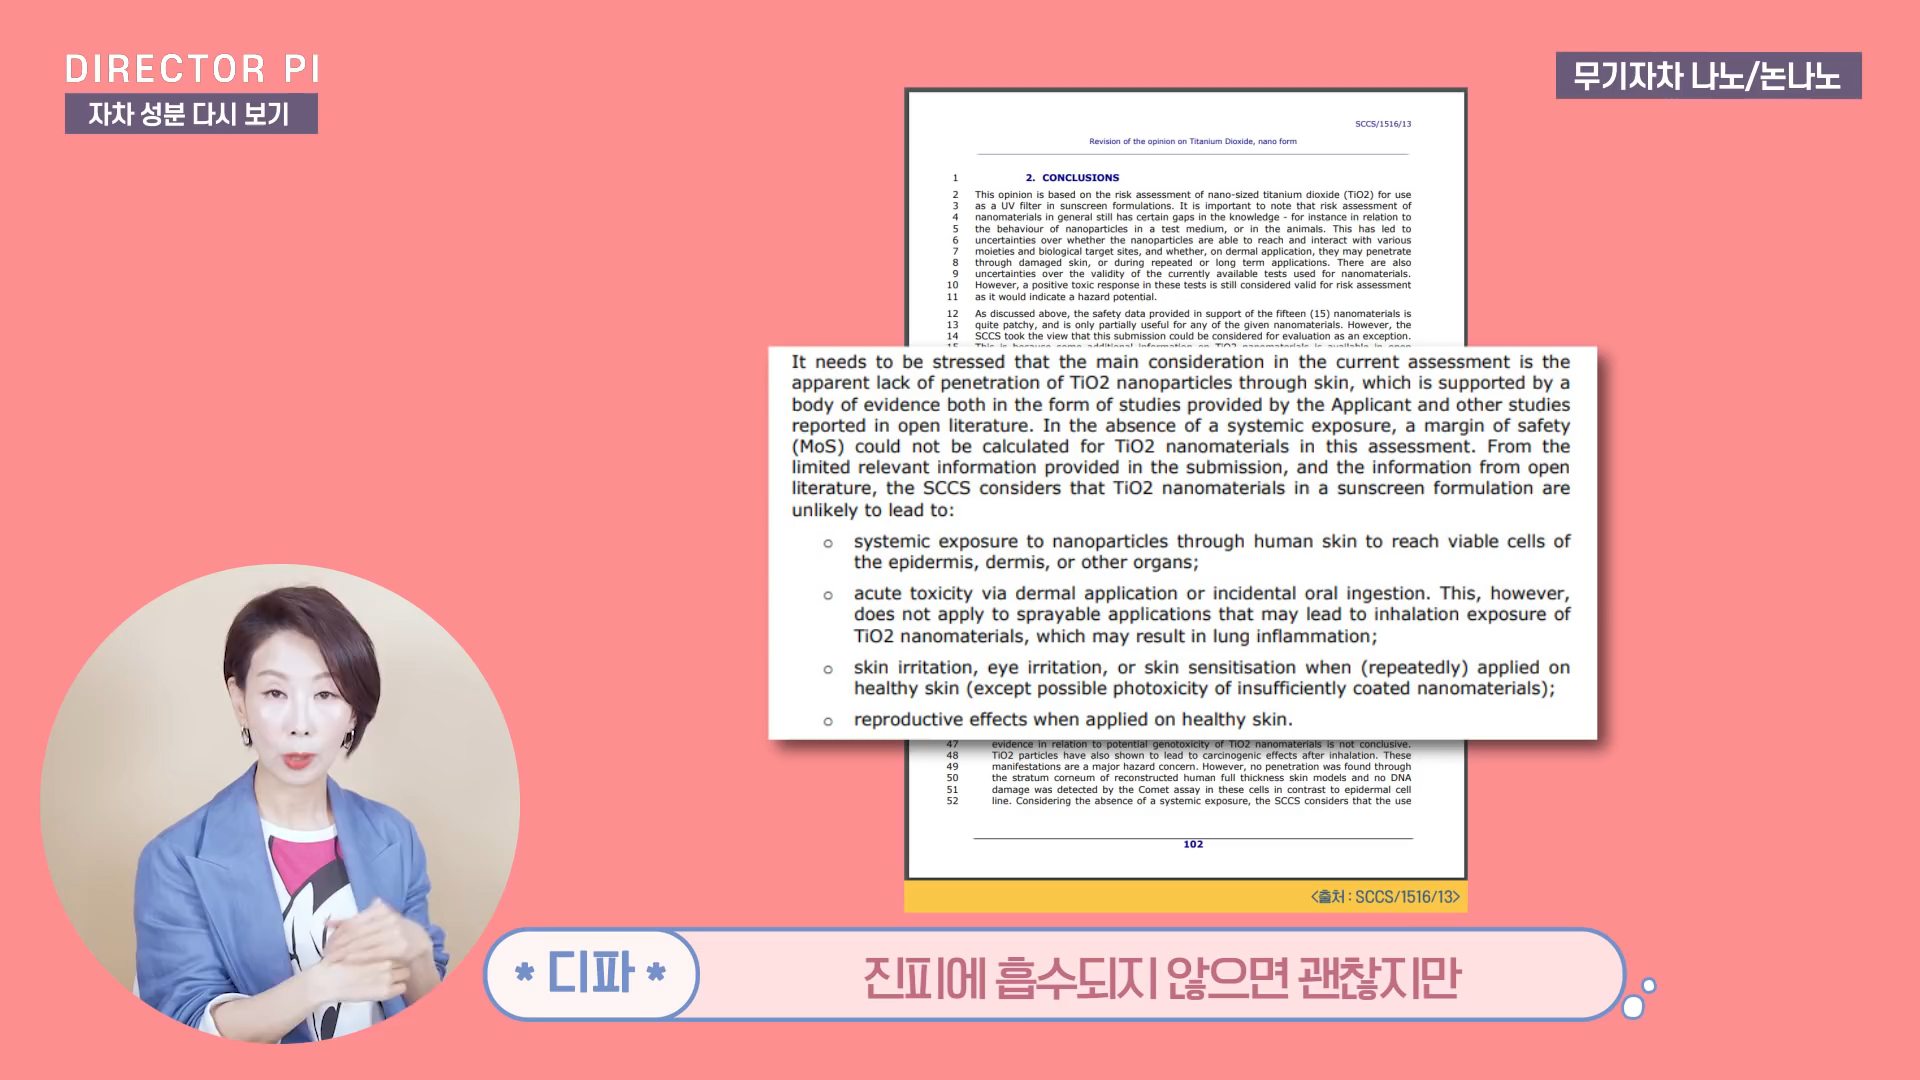 DIRECTOR PI
자차 성분 다시 보기
무기자차 나노/논나노
SCCS/1516/13
Revision of the opinion on Titanium Dioxide, nano form
1 2. CONCLUSIONS
2 This opinion is based on the risk assessment of nano-sized titanium dioxide (TiO2) for use
3 as a UV filter in sunscreen formulations. It is important to note that risk assessment of
4 nanomaterials in general still has certain gaps in the knowledge - for instance in relation to
5 the behaviour of nanoparticles in a test medium, or in the animals. This has led to
6 uncertainties over whether the nanoparticles are able to reach and interact with various
7 moieties and biological target sites, and whether, on dermal application, they may penetrate
8 through damaged skin, or during repeated or long term applications. There are also
9 uncertainties over the validity of the currently available tests used for nanomaterials.
10 However, a positive toxic response in these tests is still considered valid for risk assessment
11 as it would indicate a hazard potential.
12 As discussed above, the safety data provided in support of the fifteen (15) nanomaterials is
13 quite patchy, and is only partially useful for any of the given nanomaterials. However, the
14 SCCS took the view that this submission could be considered for evaluation as an exception.
It needs to be stressed that the main consideration in the current assessment is the
apparent lack of penetration of TiO2 nanoparticles through skin, which is supported by a
body of evidence both in the form of studies provided by the Applicant and other studies
reported in open literature. In the absence of a systemic exposure, a margin of safety
(MoS) could not be calculated for TiO2 nanomaterials in this assessment. From the
limited relevant information provided in the submission, and the information from open
literature, the SCCS considers that TiO2 nanomaterials in a sunscreen formulation are
unlikely to lead to:
o systemic exposure to nanoparticles through human skin to reach viable cells of
the epidermis, dermis, or other organs;
o acute toxicity via dermal application or incidental oral ingestion. This, however,
does not apply to sprayable applications that may lead to inhalation exposure of
TiO2 nanomaterials, which may result in lung inflammation;
o skin irritation, eye irritation, or skin sensitisation when (repeatedly) applied on
healthy skin (except possible photoxicity of insufficiently coated nanomaterials);
o reproductive effects when applied on healthy skin.
47 evidence in relation to potential genotoxicity of TiO2 nanomaterials is not conclusive.
48 TiO2 particles have also shown to lead to carcinogenic effects after inhalation. These
49 manifestations are a major hazard concern. However, no penetration was found through
50 the stratum corneum of reconstructed human full thickness skin models and no DNA
51 damage was detected by the Comet assay in these cells in contrast to epidermal cell
52 line. Considering the absence of a systemic exposure, the SCCS considers that the use
102
<출처 : SCCS/1516/13>
* 디파 *
진피에 흡수되지 않으면 괜찮지만